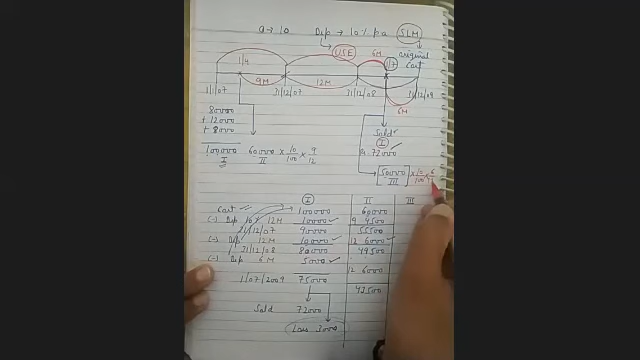 Q → 10 Dep → 10% pa SLM
USE 6M original cost
1/4 1/7
9M 12M
1/1/07 31/12/07 31/12/08 31/12/09
6M
80000
+ 12000
+ 8000
100000 60000 × 10/100 × 9/12
I II
Sold
I
72000
[50000 III] × 10/100 × 6
I II III
Cost 100000 60000
(-) Dep 12M 10000 9 4500
31/12/07 90000 55500
(-) Dep 12M 10000 12 6000
31/12/08 80000 49500
(-) Dep 6M 5000
12 6000
1/07/2009 75000
43500
Sold 72000
Loss 3000